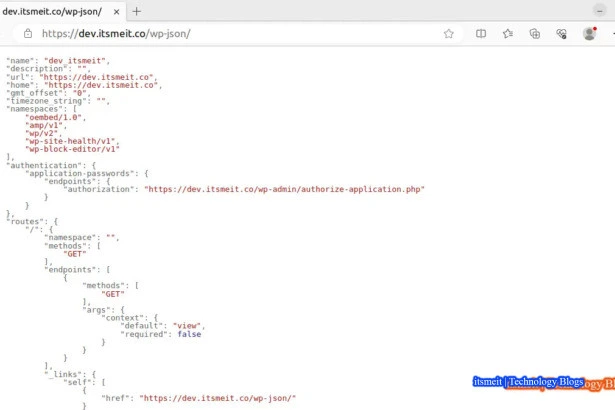 dev.itsmeit.co/wp-json/
https://dev.itsmeit.co/wp-json/
"name": "dev_itsmeit",
"description": "",
"url": "https://dev.itsmeit.co",
"home": "https://dev.itsmeit.co",
"gmt_offset": "0",
"timezone_string": "",
"namespaces": [
"oembed/1.0",
"amp/v1",
"wp/v2",
"wp-site-health/v1",
"wp-block-editor/v1"
],
"authentication": {
"application-passwords": {
"endpoints": {
"authorization": "https://dev.itsmeit.co/wp-admin/authorize-application.php"
}
}
},
"routes": {
"/": {
"namespace": "",
"methods": [
"GET"
],
"endpoints": [
{
"methods": [
"GET"
],
"args": {
"context": {
"default": "view",
"required": false
}
}
}
],
"_links": {
"self": [
{
"href": "https://dev.itsmeit.co/wp-json/"
}
itsmeit | Technology Blogs